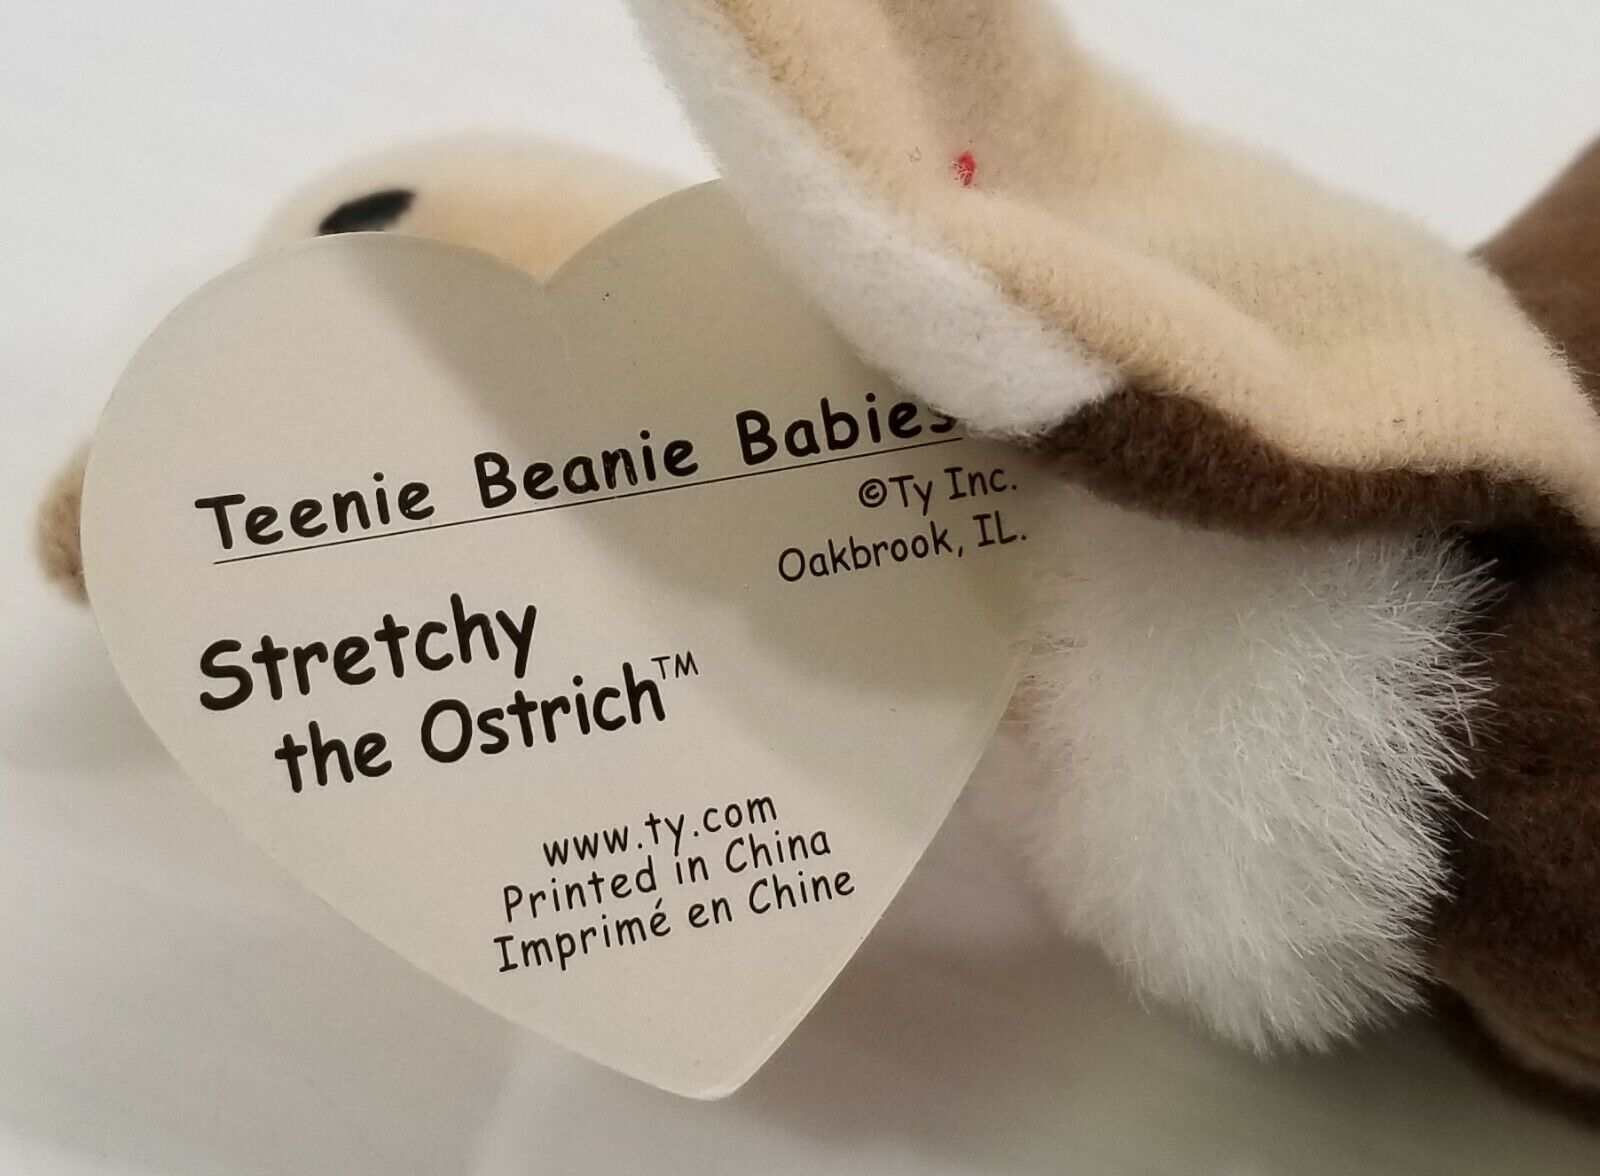 Teenie Beanie Babies
©Ty Inc.
Oakbrook, IL.
Stretchy
the Ostrich™
www.ty.com
Printed in China
Imprimé en Chine